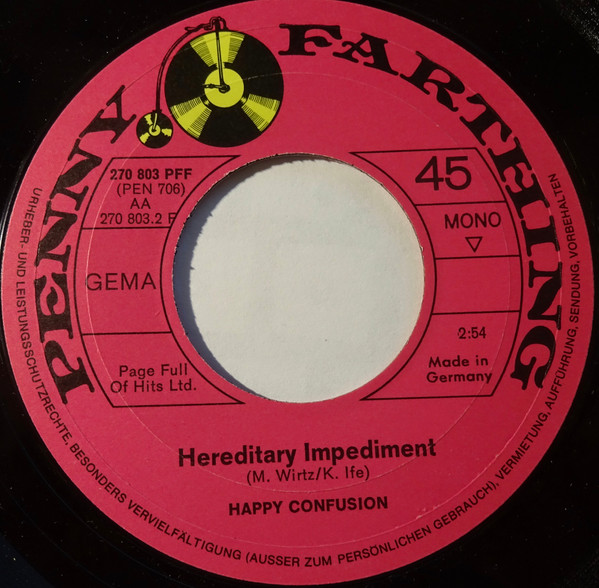 PENNY FARTHING
270 803 PFF
(PEN 706)
AA
270 803.2 F
GEMA
Page Full
Of Hits Ltd.
45
MONO
2:54
Made in
Germany
Hereditary Impediment
(M. Wirtz/K. Ife)
HAPPY CONFUSION
URHEBER- UND LEISTUNGSSCHUTZRECHTE, BESONDERS VERVIELFÄLTIGUNG (AUSSER ZUM PERSÖNLICHEN GEBRAUCH), VERMIETUNG, AUFFÜHRUNG, SENDUNG, VORBEHALTEN